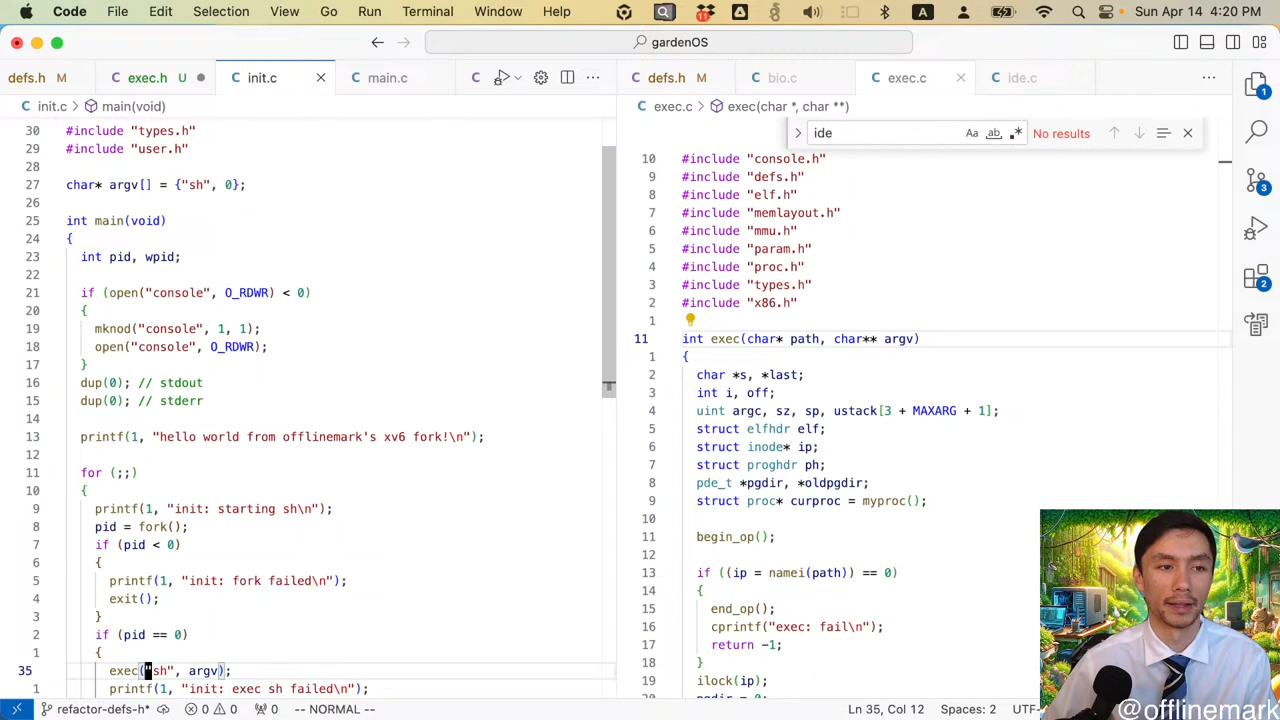 Code File Edit Selection View Go Run Terminal Window Help 11 A Sun Apr 14 4:20 PM
gardenOS
defs.h M exec.h U init.c main.c defs.h M bio.c exec.c ide.c
init.c main(void) exec.c exec(char *, char **)
ide Aa ab No results
30 #include "types.h"
29 #include "user.h"
28
27 char* argv[] = {"sh", 0};
26
25 int main(void)
24 {
23 int pid, wpid;
22
21 if (open("console", O_RDWR) < 0)
20 {
19 mknod("console", 1, 1);
18 open("console", O_RDWR);
17 }
16 dup(0); // stdout
15 dup(0); // stderr
14
13 printf(1, "hello world from offlinemark's xv6 fork!\n");
12
11 for (;;)
10 {
9 printf(1, "init: starting sh\n");
8 pid = fork();
7 if (pid < 0)
6 {
5 printf(1, "init: fork failed\n");
4 exit();
3 }
2 if (pid == 0)
1 {
35 exec("sh", argv);
1 printf(1, "init: exec sh failed\n");
10 #include "console.h"
9 #include "defs.h"
8 #include "elf.h"
7 #include "memlayout.h"
6 #include "mmu.h"
5 #include "param.h"
4 #include "proc.h"
3 #include "types.h"
2 #include "x86.h"
1
11 int exec(char* path, char** argv)
1 {
2 char *s, *last;
3 int i, off;
4 uint argc, sz, sp, ustack[3 + MAXARG + 1];
5 struct elfhdr elf;
6 struct inode* ip;
7 struct proghdr ph;
8 pde_t *pgdir, *oldpgdir;
9 struct proc* curproc = myproc();
10
11 begin_op();
12
13 if ((ip = namei(path)) == 0)
14 {
15 end_op();
16 cprintf("exec: fail\n");
17 return -1;
18 }
19 ilock(ip);
20 pgdir = 0;
1
3
2
refactor-defs-h* 0 0 0 -- NORMAL -- Ln 35, Col 12 Spaces: 2
@offlinemark